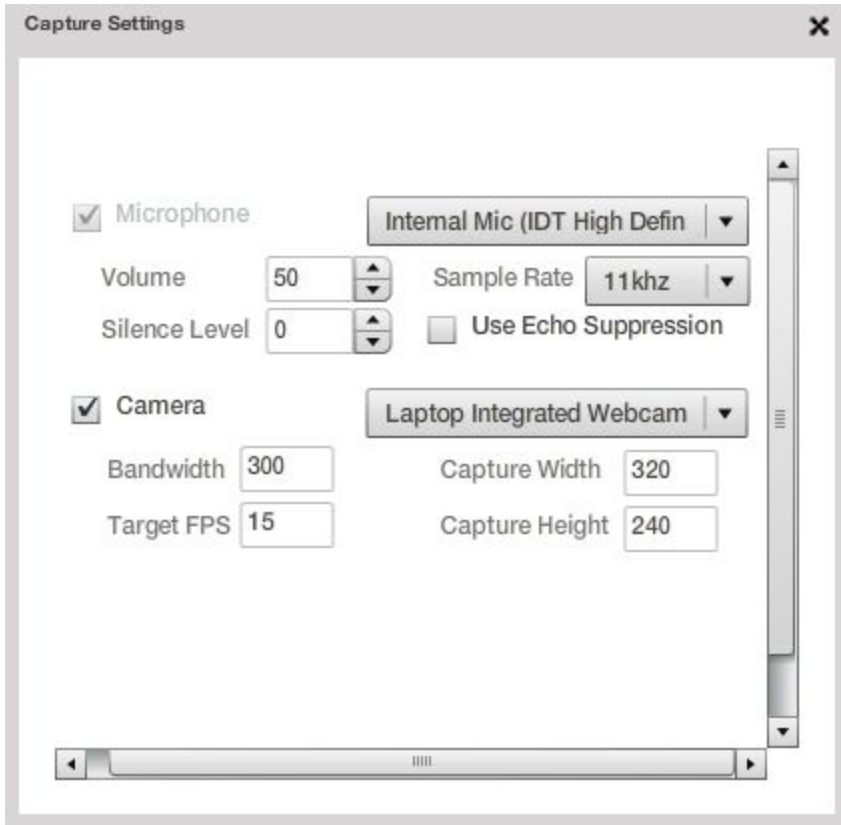 Capture Settings
Microphone Internal Mic (IDT High Defin
Volume 50 Sample Rate 11khz
Silence Level 0 Use Echo Suppression
Camera Laptop Integrated Webcam
Bandwidth 300 Capture Width 320
Target FPS 15 Capture Height 240